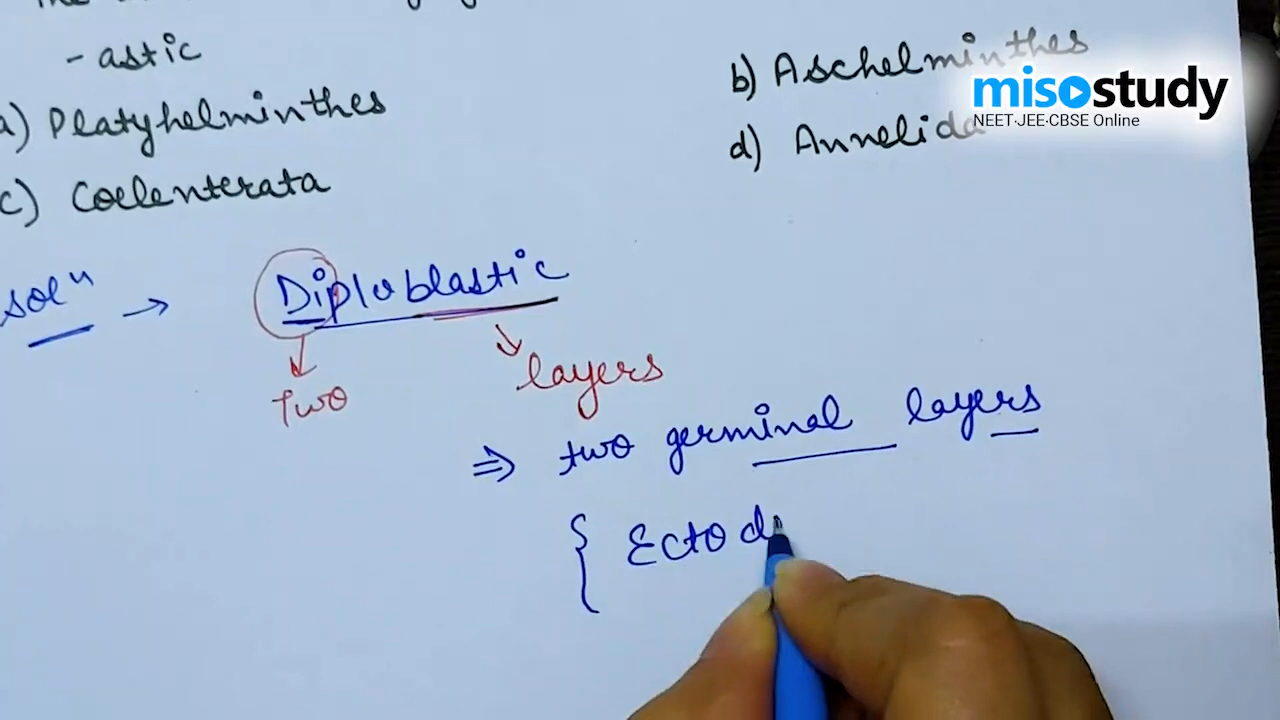 - astic
a) Platyhelminthes
b) Aschelminthes
c) Coelenterata
d) Annelida
misostudy
NEET·JEE·CBSE Online
solⁿ → Diploblastic
two
layers
⇒ two germinal layers
{ Ectod